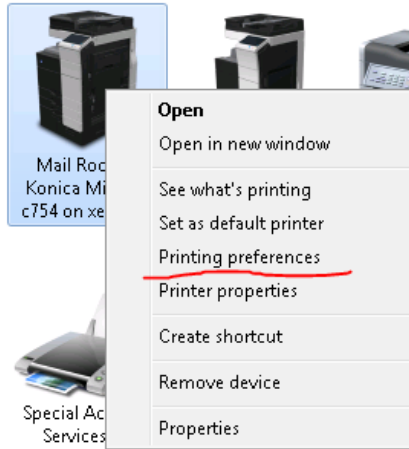 Open
Open in new window
See what's printing
Set as default printer
Printing preferences
Printer properties
Create shortcut
Remove device
Properties
Mail Roc
Konica Mi
c754 on xe
Special Ac
Services